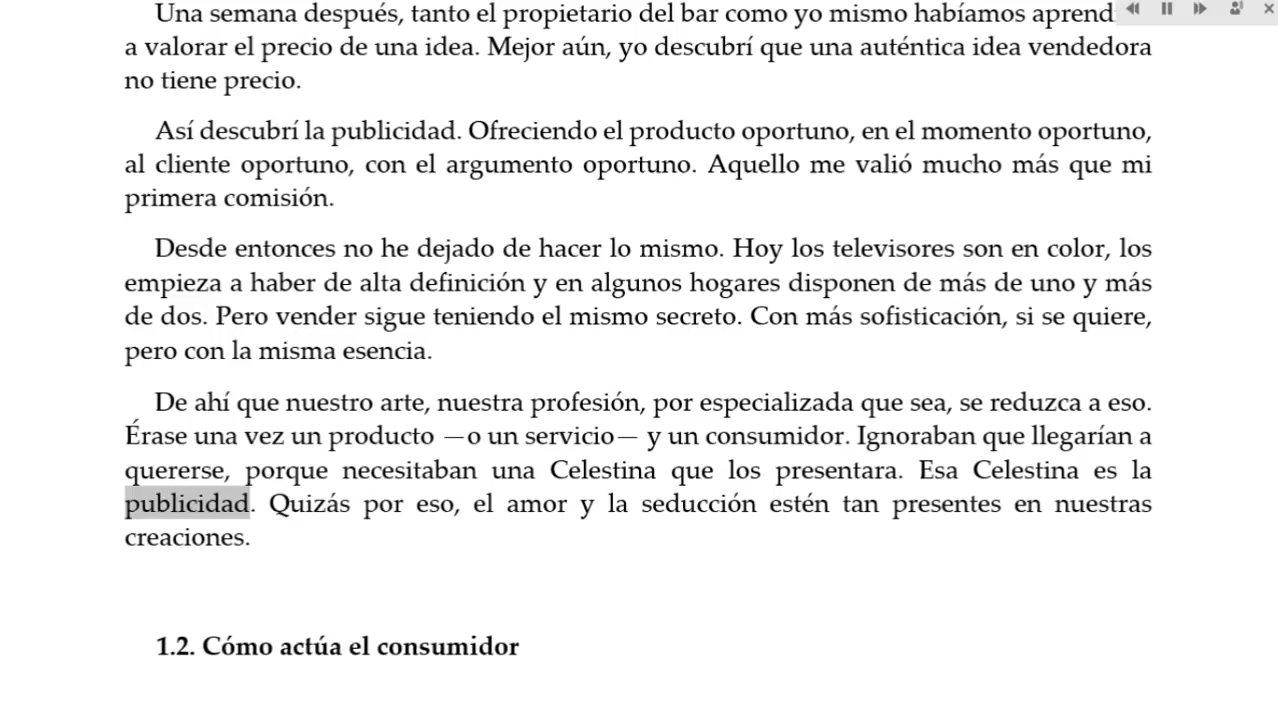 Una semana después, tanto el propietario del bar como yo mismo habíamos aprend
a valorar el precio de una idea. Mejor aún, yo descubrí que una auténtica idea vendedora
no tiene precio.
Así descubrí la publicidad. Ofreciendo el producto oportuno, en el momento oportuno,
al cliente oportuno, con el argumento oportuno. Aquello me valió mucho más que mi
primera comisión.
Desde entonces no he dejado de hacer lo mismo. Hoy los televisores son en color, los
empieza a haber de alta definición y en algunos hogares disponen de más de uno y más
de dos. Pero vender sigue teniendo el mismo secreto. Con más sofisticación, si se quiere,
pero con la misma esencia.
De ahí que nuestro arte, nuestra profesión, por especializada que sea, se reduzca a eso.
Érase una vez un producto —o un servicio— y un consumidor. Ignoraban que llegarían a
quererse, porque necesitaban una Celestina que los presentara. Esa Celestina es la
publicidad. Quizás por eso, el amor y la seducción estén tan presentes en nuestras
creaciones.
1.2. Cómo actúa el consumidor